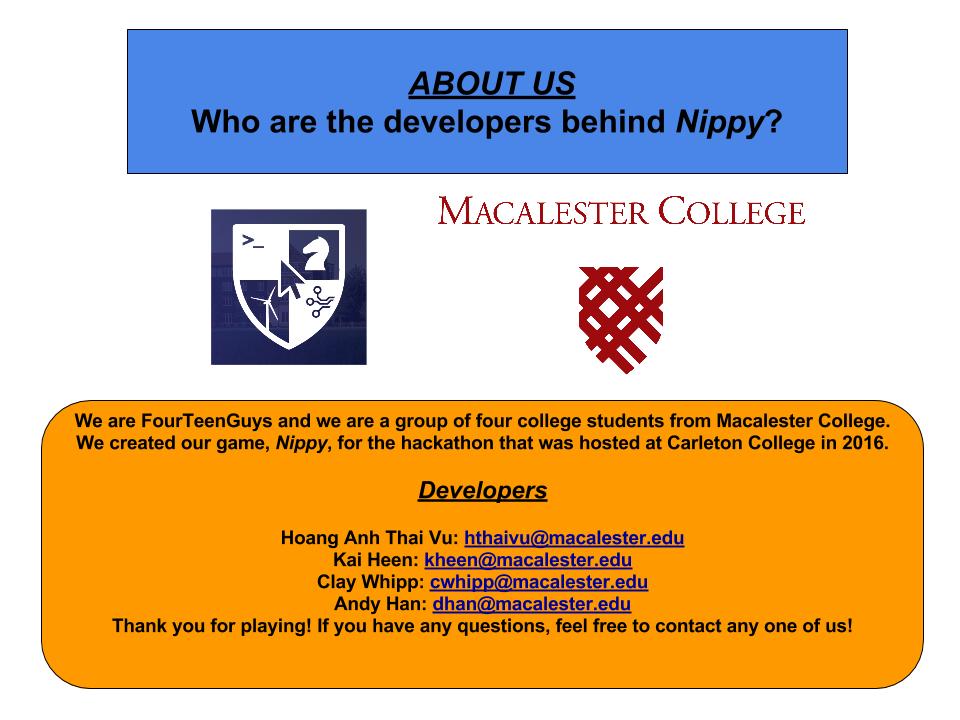 ABOUT US
Who are the developers behind Nippy?
MACALESTER COLLEGE
>_
We are FourTeenGuys and we are a group of four college students from Macalester College.
We created our game, Nippy, for the hackathon that was hosted at Carleton College in 2016.
Developers
Hoang Anh Thai Vu: hthaivu@macalester.edu
Kai Heen: kheen@macalester.edu
Clay Whipp: cwhipp@macalester.edu
Andy Han: dhan@macalester.edu
Thank you for playing! If you have any questions, feel free to contact any one of us!